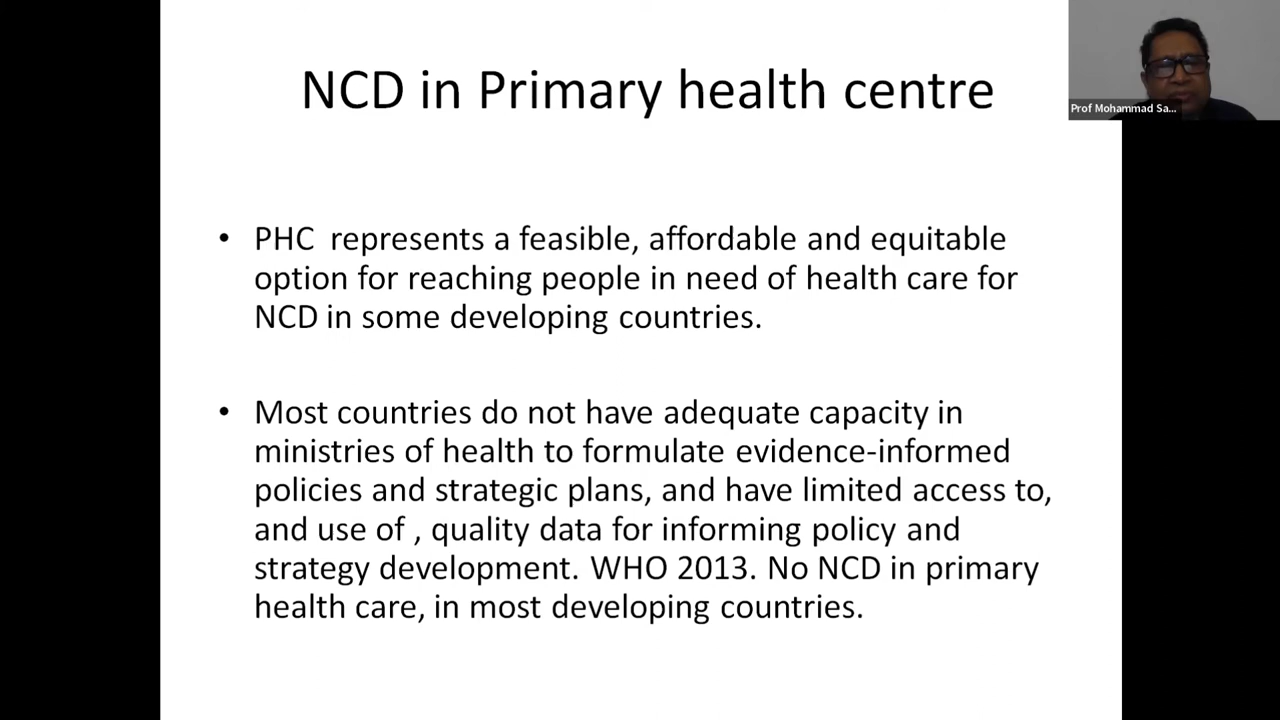 NCD in Primary health centre
Prof Mohammad Sa...
• PHC represents a feasible, affordable and equitable
option for reaching people in need of health care for
NCD in some developing countries.
• Most countries do not have adequate capacity in
ministries of health to formulate evidence-informed
policies and strategic plans, and have limited access to,
and use of , quality data for informing policy and
strategy development. WHO 2013. No NCD in primary
health care, in most developing countries.